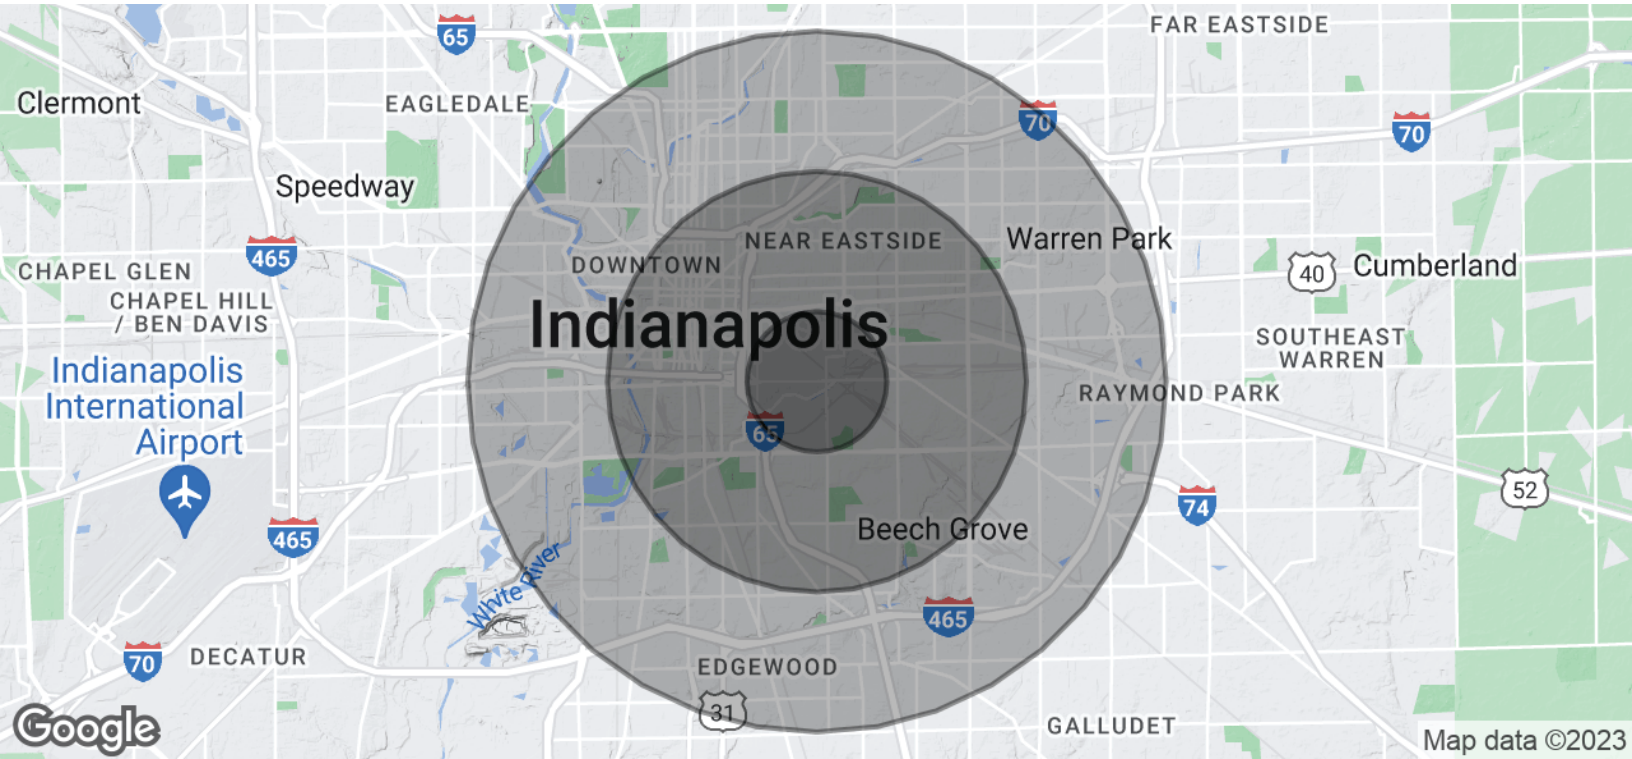 FAR EASTSIDE
65
Clermont
EAGLEDALE
70
70
Speedway
465
CHAPEL GLEN
CHAPEL HILL
/ BEN DAVIS
NEAR EASTSIDE
Warren Park
DOWNTOWN
40
Cumberland
Indianapolis
SOUTHEAST
WARREN
Indianapolis
International
Airport
RAYMOND PARK
65
52
74
465
Beech Grove
White River
465
70
DECATUR
EDGEWOOD
31
GALLUDET
Google
Map data ©2023